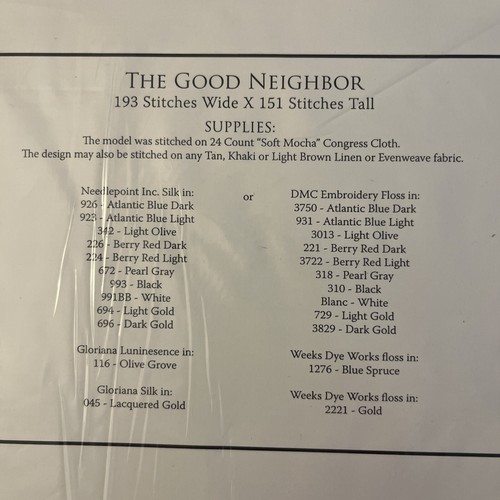 THE GOOD NEIGHBOR
193 Stitches Wide X 151 Stitches Tall
SUPPLIES:
The model was stitched on 24 Count "Soft Mocha" Congress Cloth.
The design may also be stitched on any Tan, Khaki or Light Brown Linen or Evenweave fabric.
Needlepoint Inc. Silk in:
926 - Atlantic Blue Dark
923 - Atlantic Blue Light
342 - Light Olive
226 - Berry Red Dark
224 - Berry Red Light
672 - Pearl Gray
993 - Black
991BB - White
694 - Light Gold
696 - Dark Gold
Gloriana Luninesence in:
116 - Olive Grove
Gloriana Silk in:
045 - Lacquered Gold
or
DMC Embroidery Floss in:
3750 - Atlantic Blue Dark
931 - Atlantic Blue Light
3013 - Light Olive
221 - Berry Red Dark
3722 - Berry Red Light
318 - Pearl Gray
310 - Black
Blanc - White
729 - Light Gold
3829 - Dark Gold
Weeks Dye Works floss in:
1276 - Blue Spruce
Weeks Dye Works floss in:
2221 - Gold